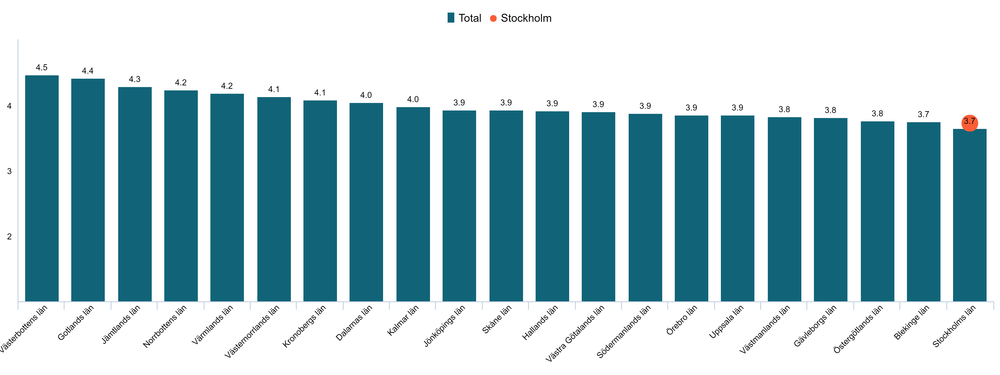 Total Stockholm
4.5 4.4 4.3 4.2 4.2 4.1 4.1 4.0 4.0 3.9 3.9 3.9 3.9 3.9 3.9 3.9 3.8 3.8 3.8 3.7 3.7
4
3
2
Västerbottens län
Gotlands län
Jämtlands län
Norrbottens län
Värmlands län
Västernorrlands län
Kronobergs län
Dalarnas län
Kalmar län
Jönköpings län
Skåne län
Hallands län
Västra Götalands län
Södermanlands län
Örebro län
Uppsala län
Västmanlands län
Gävleborgs län
Östergötlands län
Blekinge län
Stockholms län